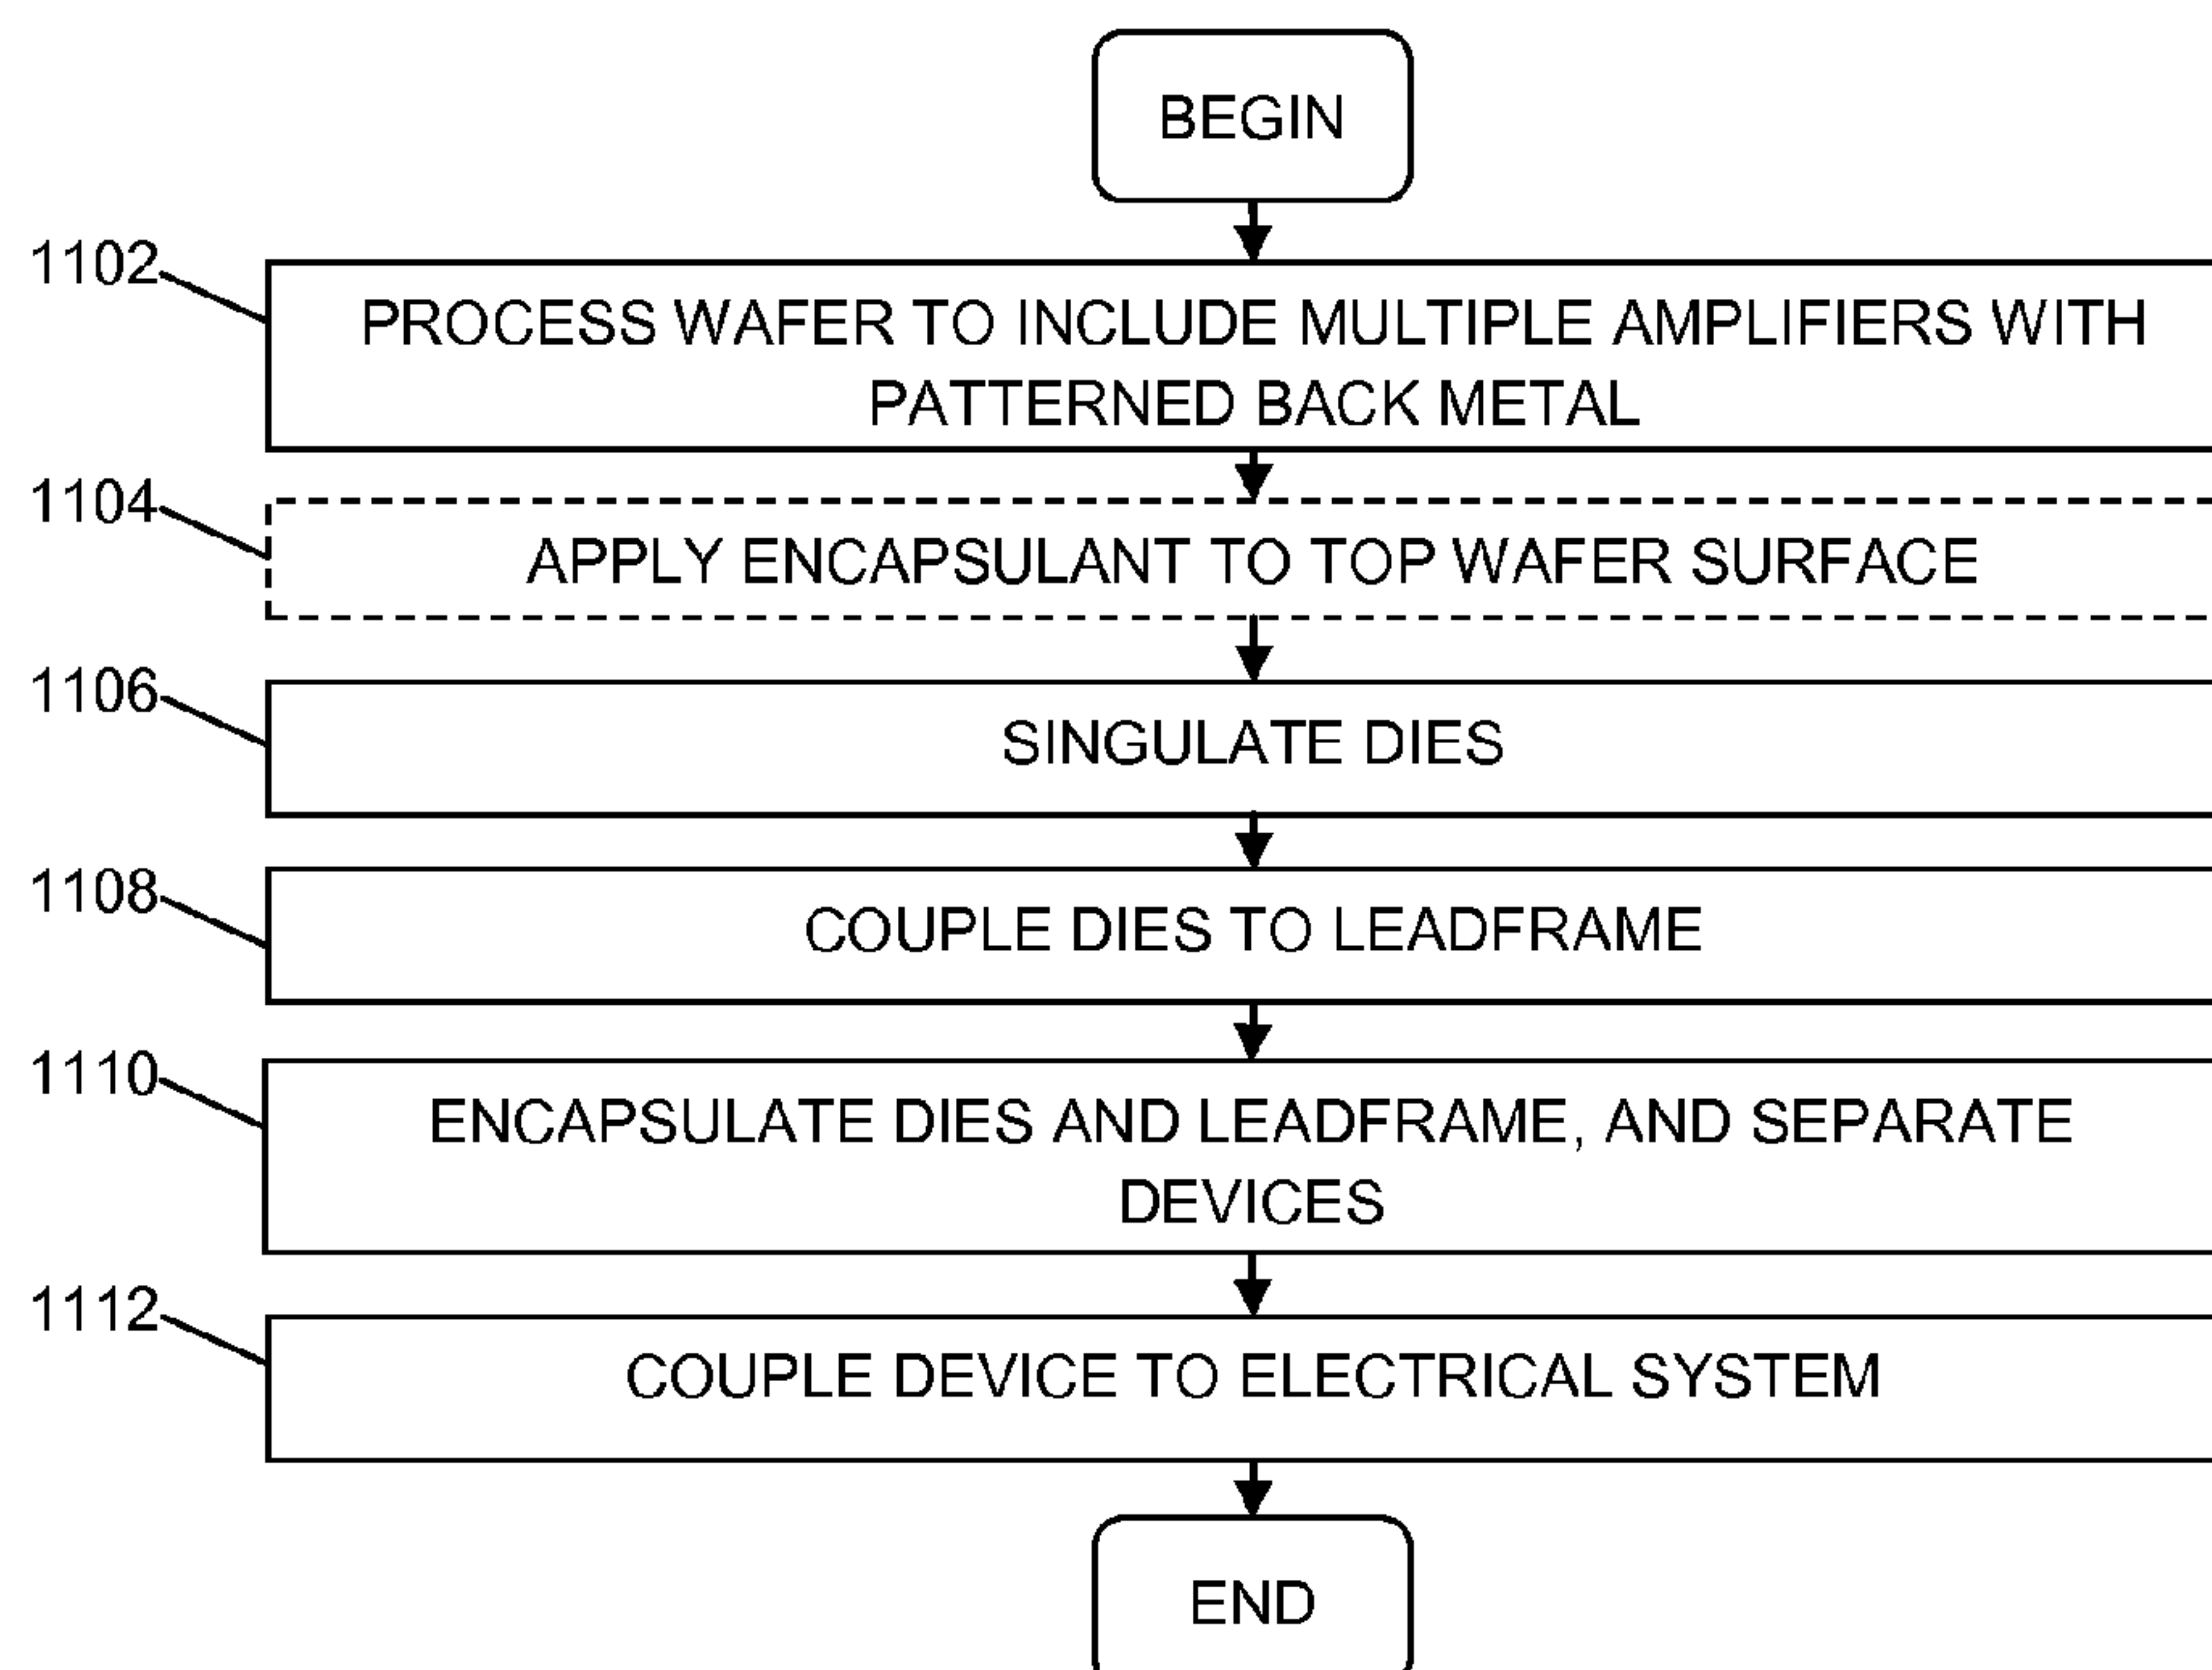 BEGIN
1102
PROCESS WAFER TO INCLUDE MULTIPLE AMPLIFIERS WITH
PATTERNED BACK METAL
1104
APPLY ENCAPSULANT TO TOP WAFER SURFACE
1106
SINGULATE DIES
1108
COUPLE DIES TO LEADFRAME
1110
ENCAPSULATE DIES AND LEADFRAME, AND SEPARATE
DEVICES
1112
COUPLE DEVICE TO ELECTRICAL SYSTEM
END